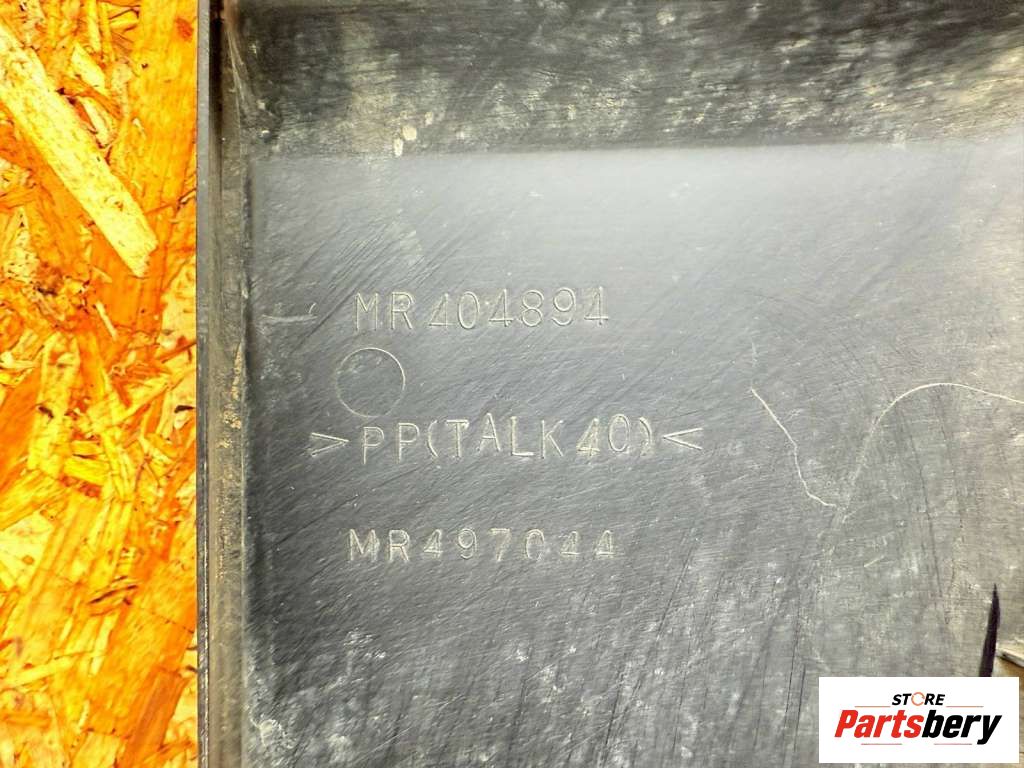 MR404894
>PP(TALK40)<
MR497044
STORE
Partsbery